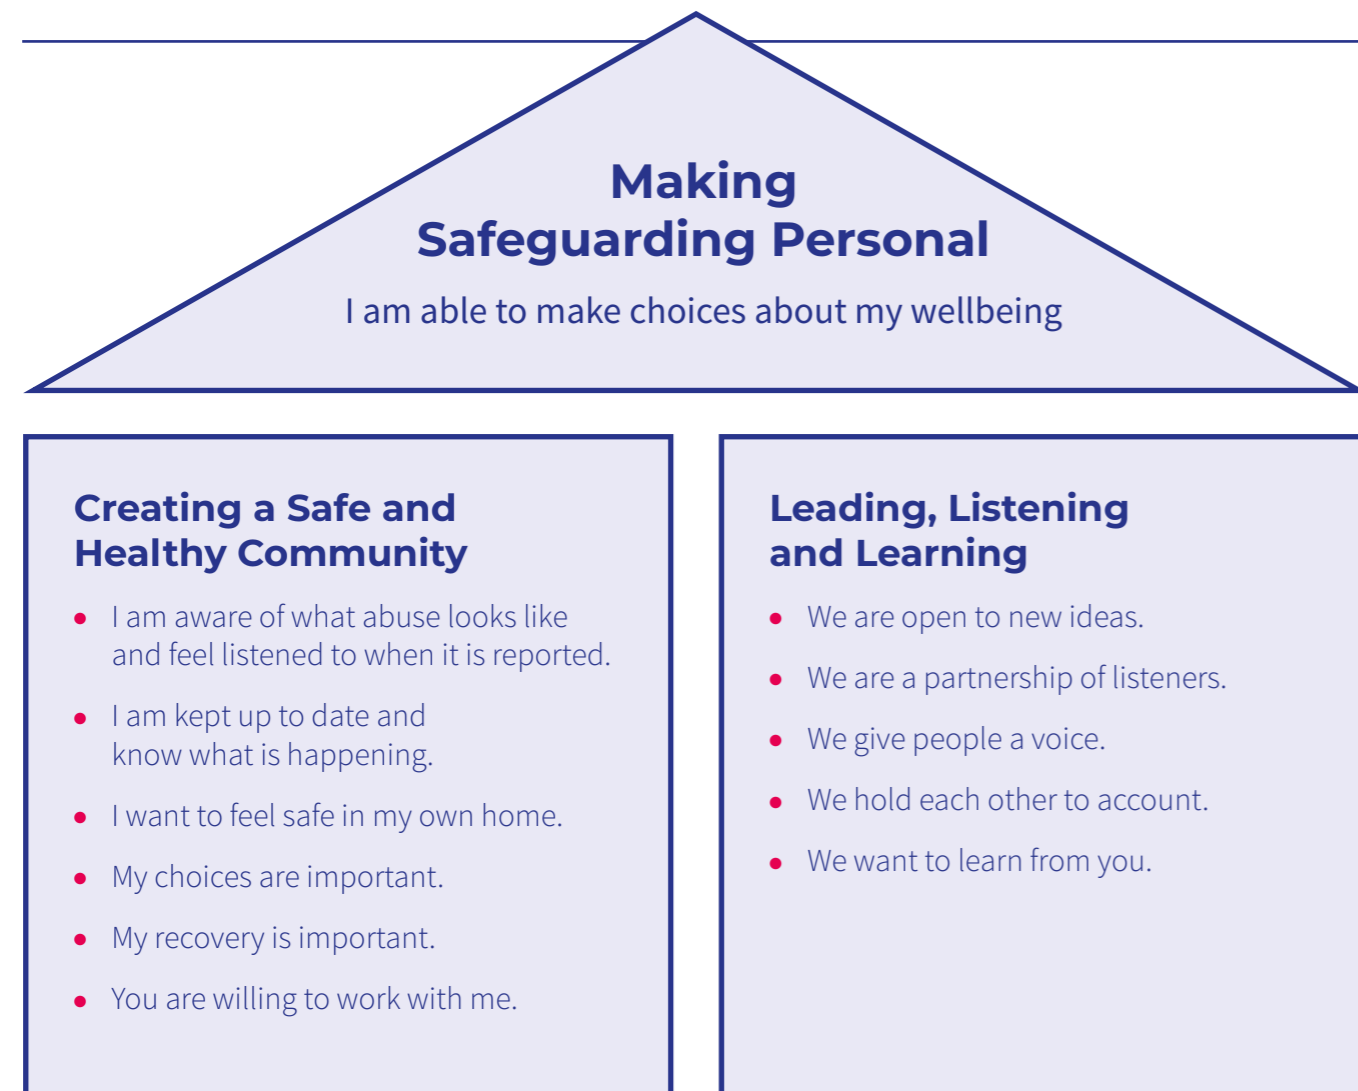 Making
Safeguarding Personal
I am able to make choices about my wellbeing
Creating a Safe and
Healthy Community
• I am aware of what abuse looks like
and feel listened to when it is reported.
• I am kept up to date and
know what is happening.
• I want to feel safe in my own home.
• My choices are important.
• My recovery is important.
• You are willing to work with me.
Leading, Listening
and Learning
• We are open to new ideas.
• We are a partnership of listeners.
• We give people a voice.
• We hold each other to account.
• We want to learn from you.